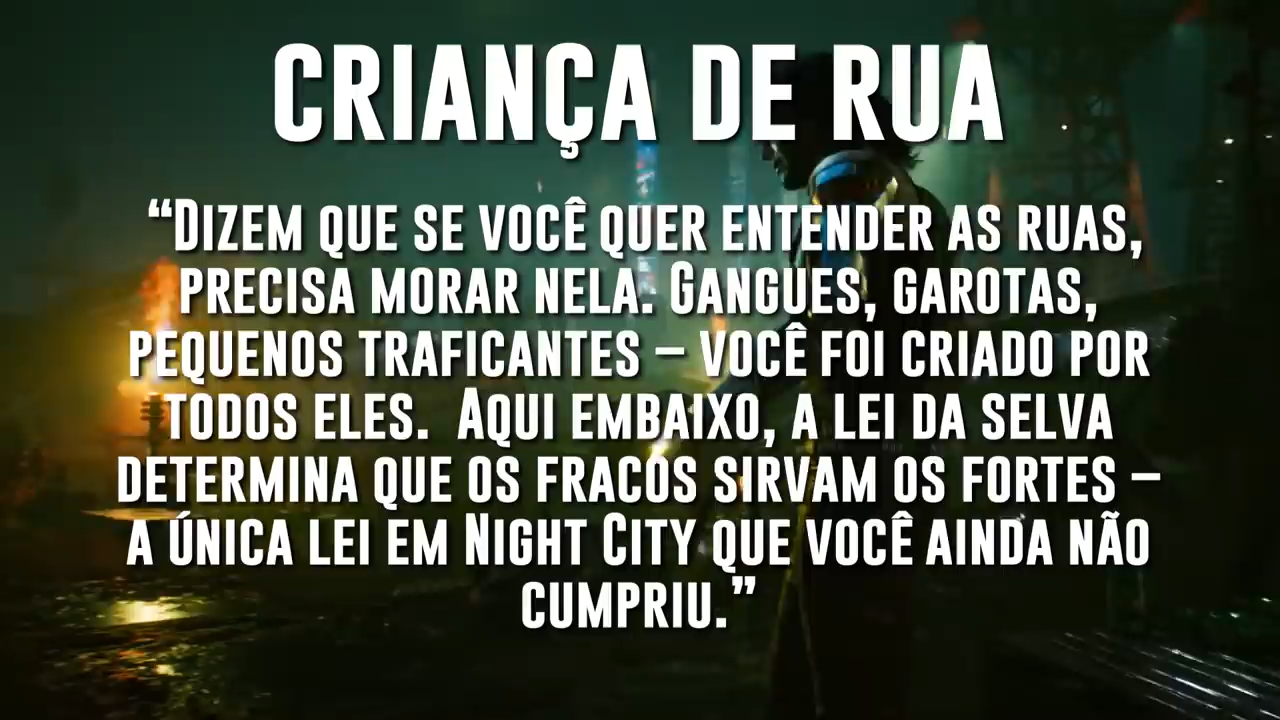 CRIANÇA DE RUA
“DIZEM QUE SE VOCÊ QUER ENTENDER AS RUAS,
PRECISA MORAR NELA. GANGUES, GAROTAS,
PEQUENOS TRAFICANTES – VOCÊ FOI CRIADO POR
TODOS ELES. AQUI EMBAIXO, A LEI DA SELVA
DETERMINA QUE OS FRACOS SIRVAM OS FORTES –
A ÚNICA LEI EM NIGHT CITY QUE VOCÊ AINDA NÃO
CUMPRIU.”